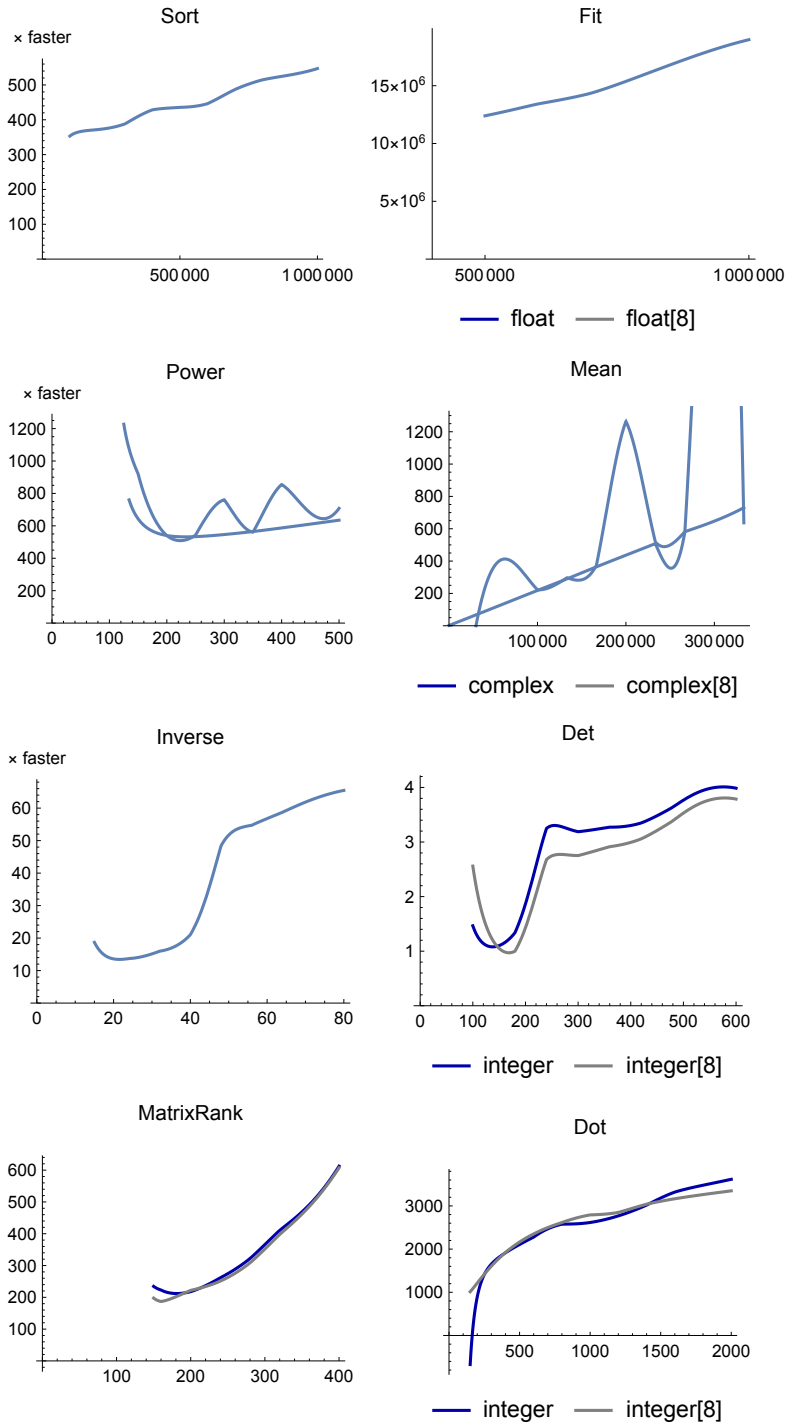 Sort
× faster
500
400
300
200
100
500 000
1 000 000
Fit
15×10⁶
10×10⁶
5×10⁶
500 000
1 000 000
float float[8]
Power
× faster
1200
1000
800
600
400
200
0 100 200 300 400 500
Mean
1200
1000
800
600
400
200
100 000 200 000 300 000
complex complex[8]
Inverse
× faster
60
50
40
30
20
10
0 20 40 60 80
Det
4
3
2
1
0 100 200 300 400 500 600
integer integer[8]
MatrixRank
600
500
400
300
200
100
100 200 300 400
Dot
3000
2000
1000
500 1000 1500 2000
integer integer[8]